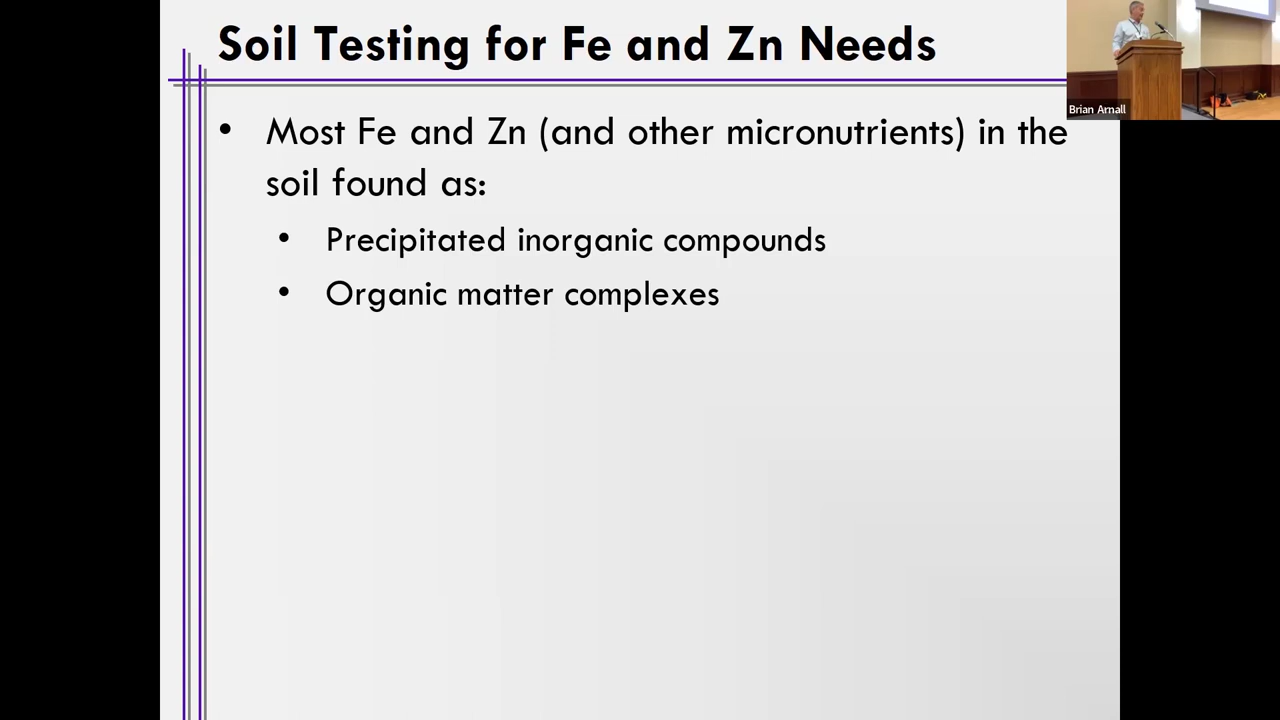 Soil Testing for Fe and Zn Needs
• Most Fe and Zn (and other micronutrients) in the
soil found as:
• Precipitated inorganic compounds
• Organic matter complexes
Brian Arnall